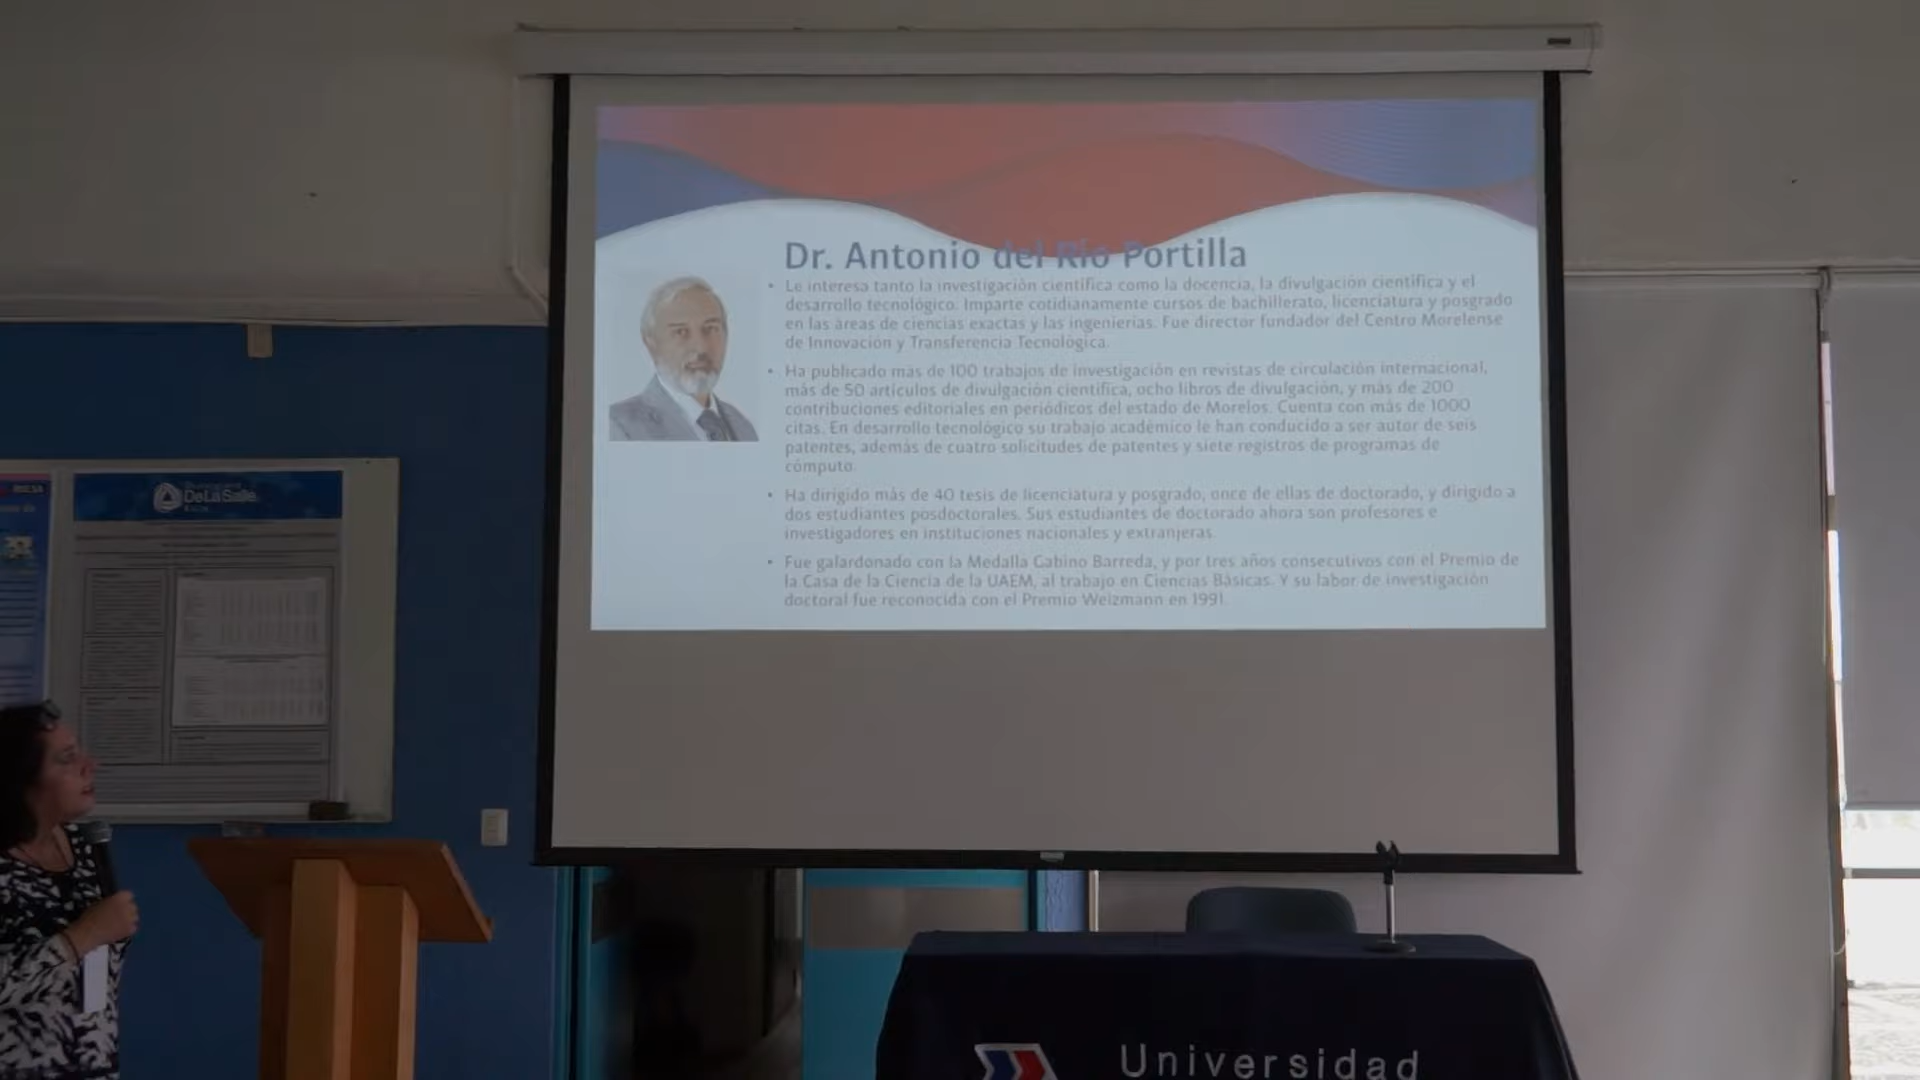 Dr. Antonio del Río Portilla
• Le interesa tanto la investigación científica como la docencia, la divulgación científica y el
desarrollo tecnológico. Imparte cotidianamente cursos de bachillerato, licenciatura y posgrado
en las áreas de ciencias exactas y las ingenierías. Fue director fundador del Centro Morelense
de Innovación y Transferencia Tecnológica.
• Ha publicado más de 100 trabajos de investigación en revistas de circulación internacional,
más de 50 artículos de divulgación científica, ocho libros de divulgación, y más de 200
contribuciones editoriales en periódicos del estado de Morelos. Cuenta con más de 1000
citas. En desarrollo tecnológico su trabajo académico le han conducido a ser autor de seis
patentes, además de cuatro solicitudes de patentes y siete registros de programas de
cómputo.
• Ha dirigido más de 40 tesis de licenciatura y posgrado, once de ellas de doctorado, y dirigido a
dos estudiantes posdoctorales. Sus estudiantes de doctorado ahora son profesores e
investigadores en instituciones nacionales y extranjeras.
• Fue galardonado con la Medalla Gabino Barreda, y por tres años consecutivos con el Premio de
la Casa de la Ciencia de la UAEM, al trabajo en Ciencias Básicas. Y su labor de investigación
doctoral fue reconocida con el Premio Weizmann en 1991.
De La Salle
Universidad